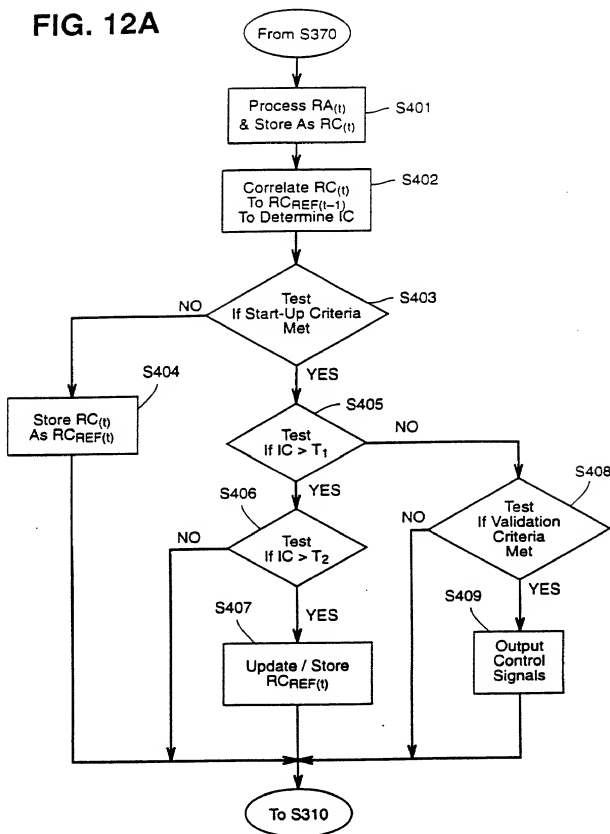 FIG. 12A
From S370
Process RA(t)
& Store As RC(t)
S401
Correlate RC(t)
To RCREF(t−1)
To Determine IC
S402
Test
If Start-Up Criteria
Met
S403
NO
YES
S404
Store RC(t)
As RCREF(t)
S405
Test
If IC > T1
NO
YES
S406
Test
If IC > T2
NO
YES
S408
Test
If Validation
Criteria
Met
NO
YES
S407
Update / Store
RCREF(t)
S409
Output
Control
Signals
To S310